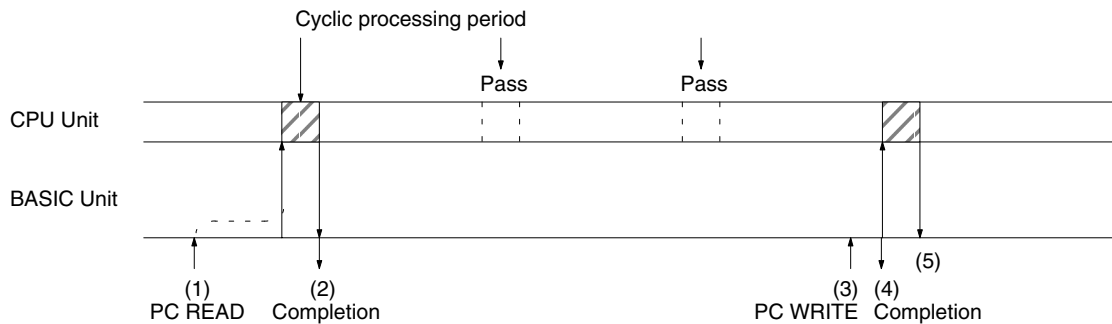 Cyclic processing period
Pass Pass
CPU Unit
BASIC Unit
(1) (2) (3) (4) (5)
PC READ Completion PC WRITE Completion